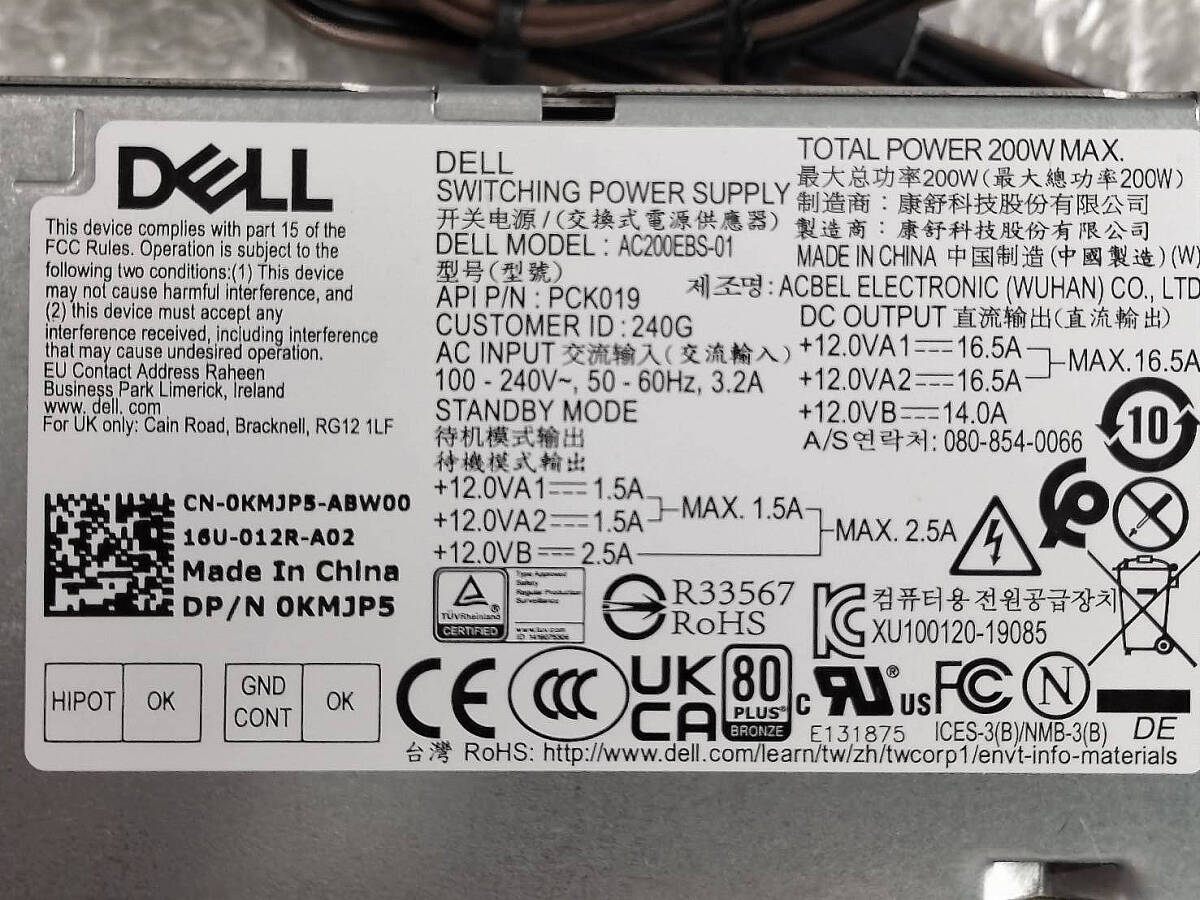 DELL
This device complies with part 15 of the
FCC Rules. Operation is subject to the
following two conditions:(1) This device
may not cause harmful interference, and
(2) this device must accept any
interference received, including interference
that may cause undesired operation.
EU Contact Address Raheen
Business Park Limerick, Ireland
www. dell. com
For UK only: Cain Road, Bracknell, RG12 1LF
CN-0KMJP5-ABW00
16U-012R-A02
Made In China
DP/N 0KMJP5
HIPOT OK
GND CONT OK
DELL
SWITCHING POWER SUPPLY
开关电源/(交換式電源供應器)
DELL MODEL : AC200EBS-01
型号(型號)
API P/N : PCK019
CUSTOMER ID : 240G
AC INPUT 交流输入(交流輸入)
100 - 240V~, 50 - 60Hz, 3.2A
STANDBY MODE
待机模式输出
待機模式輸出
+12.0VA1⎓1.5A
+12.0VA2⎓1.5A
MAX. 1.5A
+12.0VB⎓2.5A
MAX. 2.5A
TOTAL POWER 200W MAX.
最大总功率200W(最大總功率200W)
制造商：康舒科技股份有限公司
製造商：康舒科技股份有限公司
MADE IN CHINA 中国制造(中國製造)(W)
제조명:ACBEL ELECTRONIC (WUHAN) CO., LTD
DC OUTPUT 直流输出(直流輸出)
+12.0VA1⎓16.5A
+12.0VA2⎓16.5A
MAX.16.5A
+12.0VB⎓14.0A
A/S연락처: 080-854-0066
10
TÜVRheinland
CERTIFIED
Type Approved
Safety
Regular Production
Surveillance
www.tuv.com
R33567
RoHS
컴퓨터용 전원공급장치
XU100120-19085
CE
CCC
UK
CA
80
PLUS®
BRONZE
c RU® US
E131875
FC
N
ICES-3(B)/NMB-3(B)
DE
台灣 RoHS: http://www.dell.com/learn/tw/zh/twcorp1/envt-info-materials